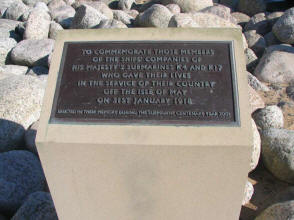 TO COMMEMORATE THOSE MEMBERS
OF THE SHIPS' COMPANIES OF
HIS MAJESTY'S SUBMARINES K4 AND K17
WHO GAVE THEIR LIVES
IN THE SERVICE OF THEIR COUNTRY
OFF THE ISLE OF MAY
ON 31ST JANUARY 1918
ERECTED IN THEIR MEMORY DURING THE SUBMARINE CENTENARY YEAR 2001